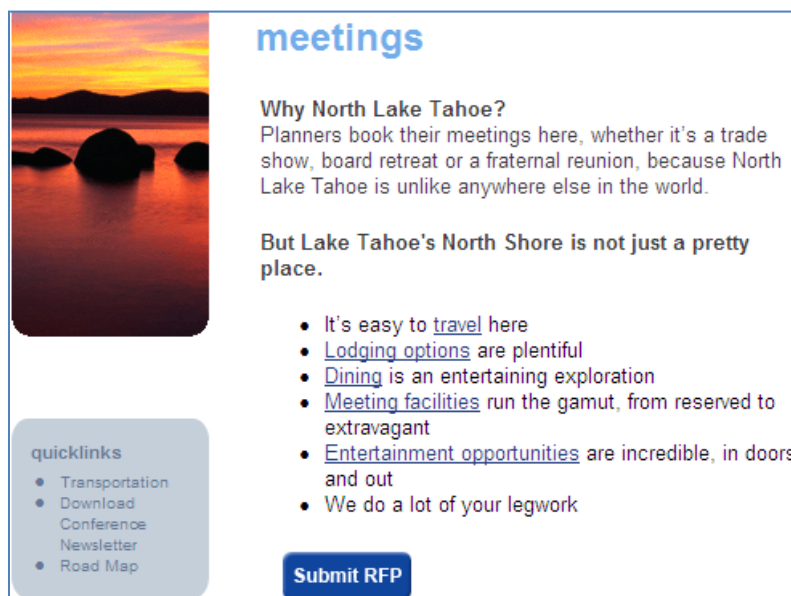 meetings
Why North Lake Tahoe?
Planners book their meetings here, whether it's a trade
show, board retreat or a fraternal reunion, because North
Lake Tahoe is unlike anywhere else in the world.
But Lake Tahoe's North Shore is not just a pretty
place.
• It's easy to travel here
• Lodging options are plentiful
• Dining is an entertaining exploration
• Meeting facilities run the gamut, from reserved to
extravagant
• Entertainment opportunities are incredible, in doors
and out
• We do a lot of your legwork
Submit RFP
quicklinks
• Transportation
• Download
Conference
Newsletter
• Road Map